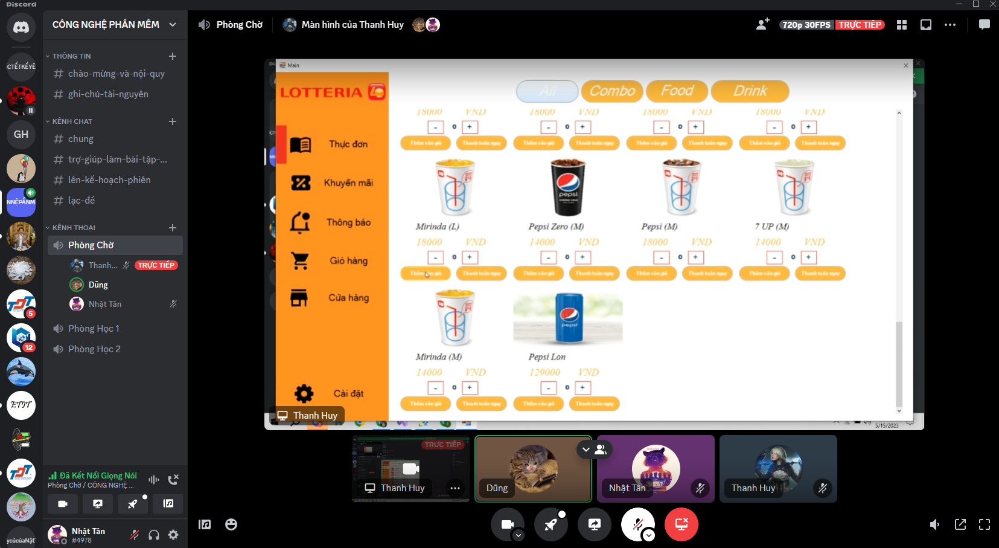 Discord
CÔNG NGHỆ PHẦN MỀM
Phòng Chờ
Màn hình của Thanh Huy
720p 30FPS
TRỰC TIẾP
THÔNG TIN
chào-mừng-và-nội-quy
ghi-chú-tài-nguyên
KÊNH CHAT
chung
trợ-giúp-làm-bài-tập-...
lên-kế-hoạch-phiên
lạc-đề
KÊNH THOẠI
Phòng Chờ
Thanh...
TRỰC TIẾP
Dũng
Nhật Tân
Phòng Học 1
Phòng Học 2
GH
5
12
ETIT
Đã Kết Nối Giọng Nói
Phòng Chờ / CÔNG NGHỆ ...
Nhật Tân
#4978
Main
LOTTERIA
All
Combo
Food
Drink
Thực đơn
Khuyến mãi
Thông báo
Giỏ hàng
Cửa hàng
Cài đặt
18000 VND 18000 VND 18000 VND 18000 VND
- 0 + - 0 + - 0 + - 0 +
Thêm vào giỏ Thanh toán ngay Thêm vào giỏ Thanh toán ngay Thêm vào giỏ Thanh toán ngay Thêm vào giỏ Thanh toán ngay
pepsi
Mirinda (L) Pepsi Zero (M) Pepsi (M) 7 UP (M)
18000 VND 14000 VND 18000 VND 14000 VND
- 0 + - 0 + - 0 + - 0 +
Thêm vào giỏ Thanh toán ngay Thêm vào giỏ Thanh toán ngay Thêm vào giỏ Thanh toán ngay Thêm vào giỏ Thanh toán ngay
pepsi
Mirinda (M) Pepsi Lon
14000 VND 129000 VND
- 0 + - 0 +
Thêm vào giỏ Thanh toán ngay Thêm vào giỏ Thanh toán ngay
Thanh Huy
5/15/2023
TRỰC TIẾP
Thanh Huy
Dũng
Nhật Tân
Thanh Huy